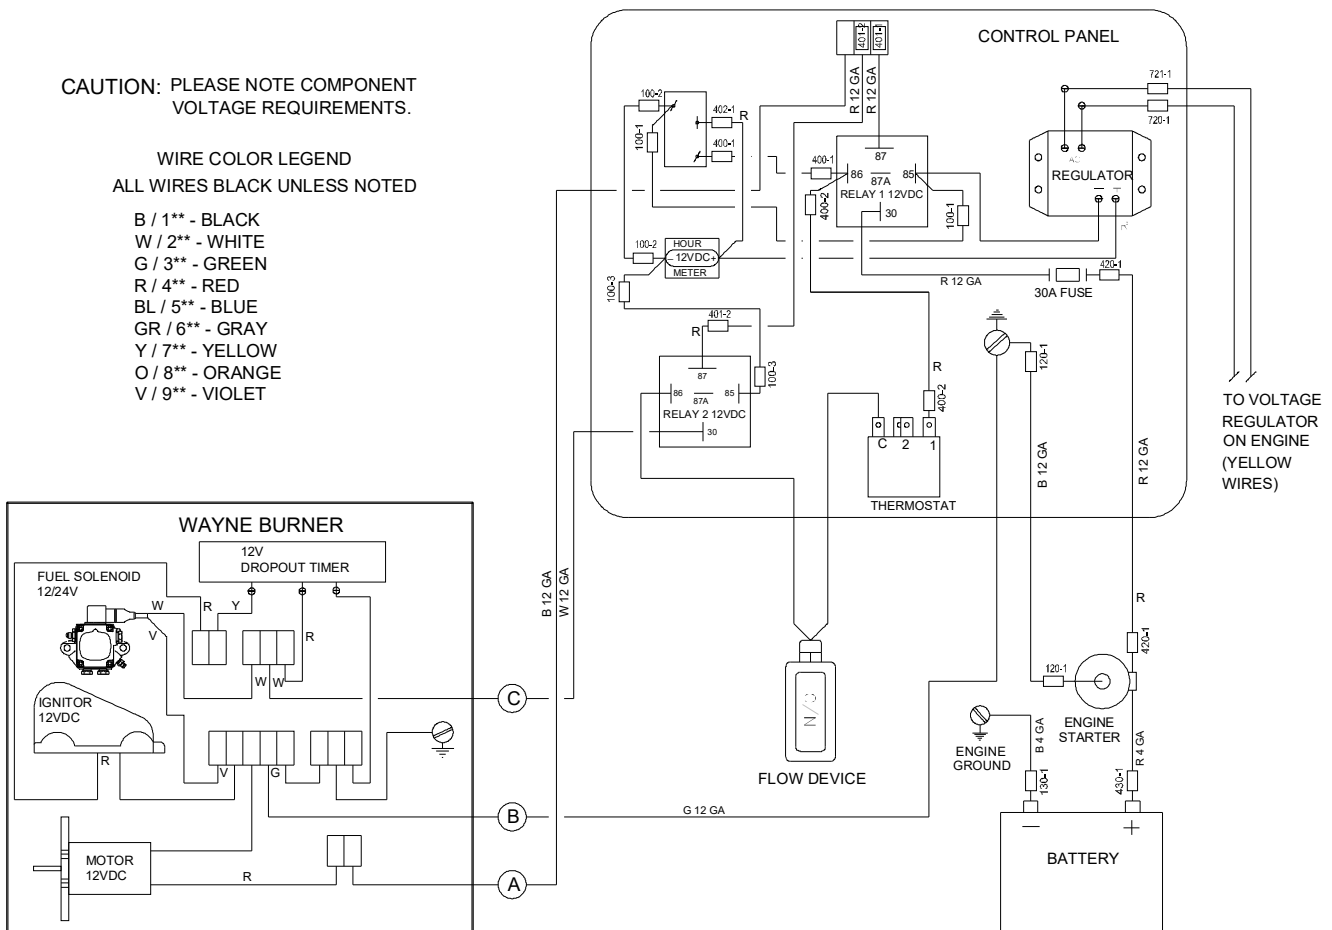 CAUTION: PLEASE NOTE COMPONENT
VOLTAGE REQUIREMENTS.
WIRE COLOR LEGEND
ALL WIRES BLACK UNLESS NOTED
B / 1** - BLACK
W / 2** - WHITE
G / 3** - GREEN
R / 4** - RED
BL / 5** - BLUE
GR / 6** - GRAY
Y / 7** - YELLOW
O / 8** - ORANGE
V / 9** - VIOLET
CONTROL PANEL
401-2
401-1
R 12 GA
R 12 GA
100-2
402-1
R
100-1
400-1
400-1
87
86
85
87A
RELAY 1 12VDC
30
400-2
100-1
721-1
720-1
AC
REGULATOR
HOUR
- 12VDC +
METER
100-2
100-3
R 12 GA
30A FUSE
420-1
401-2
R
87
86
85
87A
RELAY 2 12VDC
30
100-3
R
400-2
C
2
1
THERMOSTAT
120-1
B 12 GA
R 12 GA
TO VOLTAGE
REGULATOR
ON ENGINE
(YELLOW
WIRES)
WAYNE BURNER
12V
DROPOUT TIMER
FUEL SOLENOID
12/24V
W
V
R
Y
R
W
W
IGNITOR
12VDC
R
V
G
MOTOR
12VDC
R
C
B
A
B 12 GA
W 12 GA
N/O
FLOW DEVICE
G 12 GA
R
420-1
120-1
ENGINE
STARTER
ENGINE
GROUND
B 4 GA
R 4 GA
130-1
430-1
—
+
BATTERY